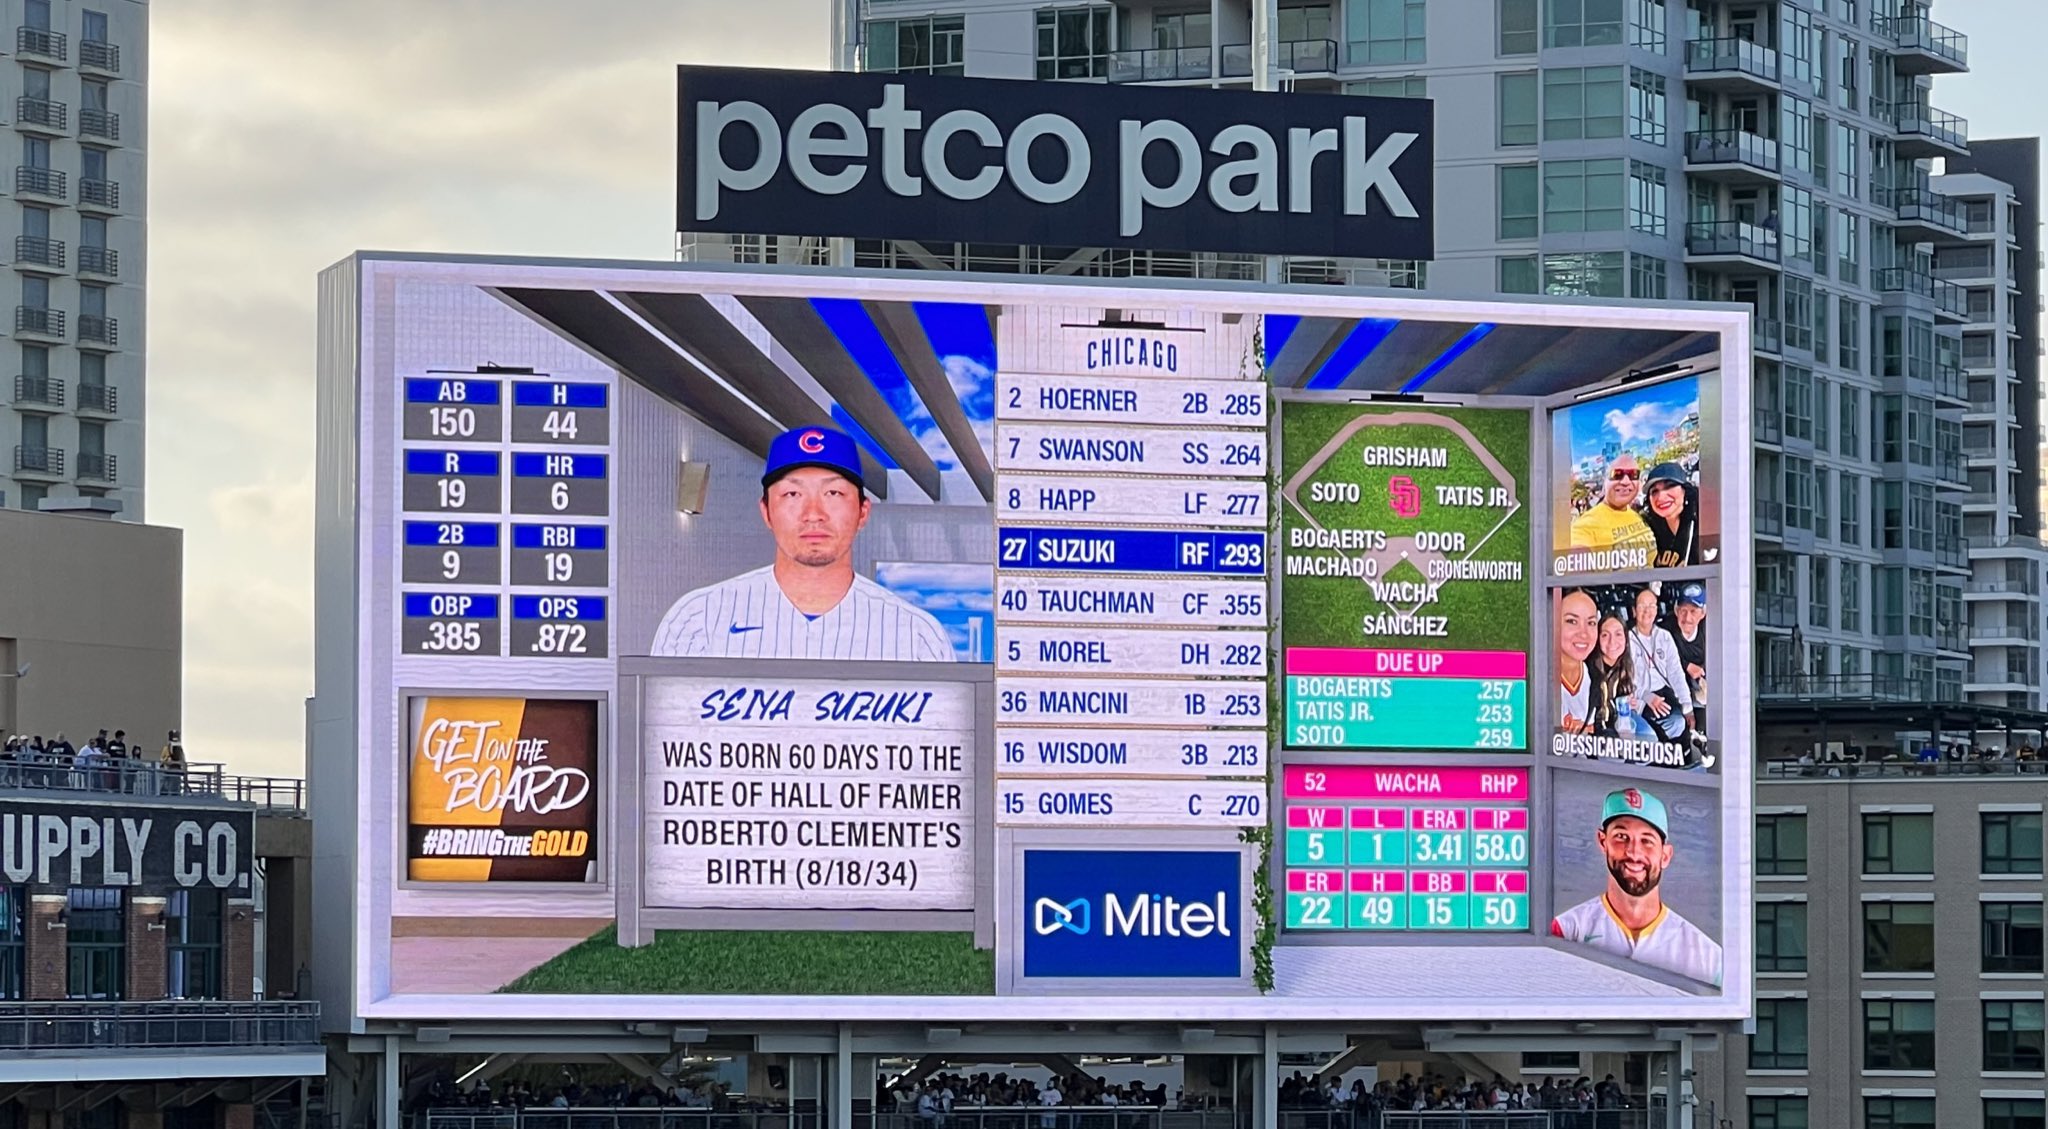 petco park
AB H
150 44
R HR
19 6
2B RBI
9 19
OBP OPS
.385 .872
GET ON THE
BOARD
#BRINGTHEGOLD
C
SEIYA SUZUKI
WAS BORN 60 DAYS TO THE
DATE OF HALL OF FAMER
ROBERTO CLEMENTE'S
BIRTH (8/18/34)
CHICAGO
2 HOERNER 2B .285
7 SWANSON SS .264
8 HAPP LF .277
27 SUZUKI RF .293
40 TAUCHMAN CF .355
5 MOREL DH .282
36 MANCINI 1B .253
16 WISDOM 3B .213
15 GOMES C .270
Mitel
GRISHAM
SOTO SD TATIS JR.
BOGAERTS ODOR
MACHADO CRONENWORTH
WACHA
SÁNCHEZ
DUE UP
BOGAERTS .257
TATIS JR. .253
SOTO .259
52 WACHA RHP
W L ERA IP
5 1 3.41 58.0
ER H BB K
22 49 15 50
@EHINOJOSA8
@JESSICAPRECIOSA
UPPLY CO.